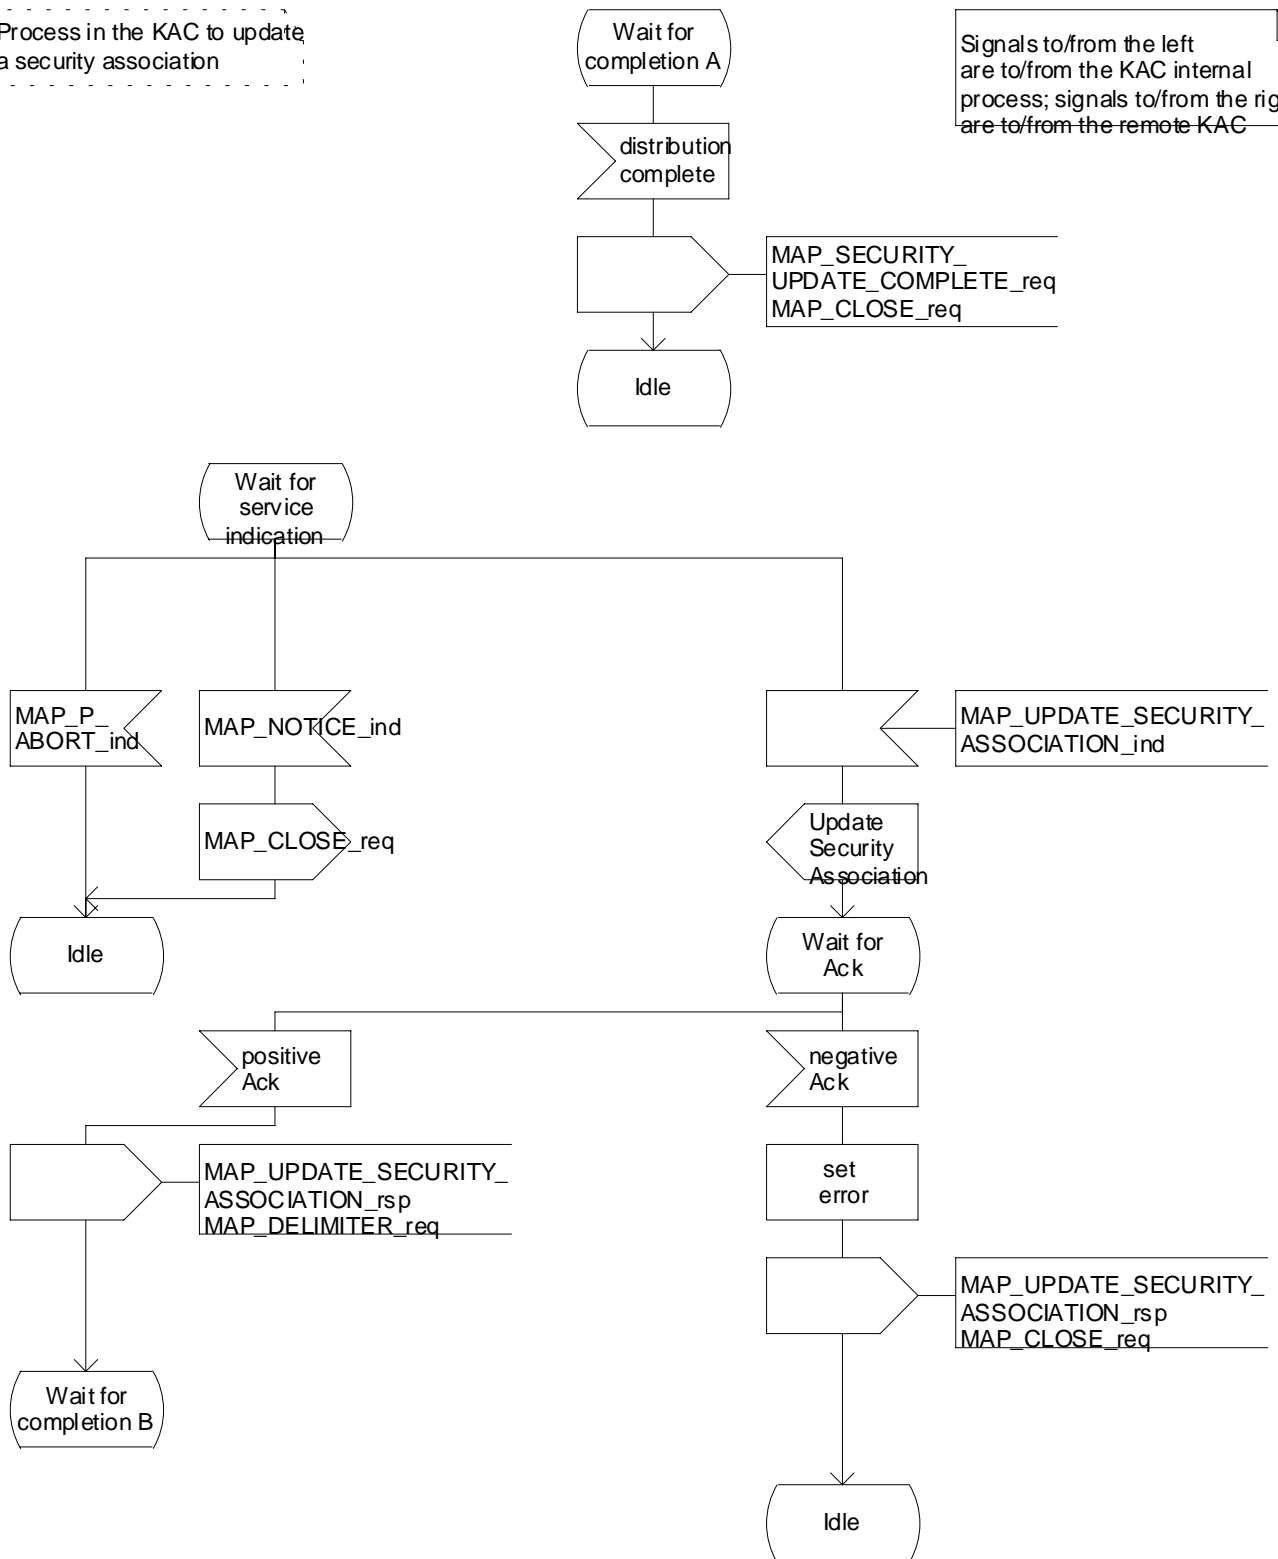 Process in the KAC to update
a security association
Wait for
completion A
Signals to/from the left
are to/from the KAC internal
process; signals to/from the rig
are to/from the remote KAC
distribution
complete
MAP_SECURITY_
UPDATE_COMPLETE_req
MAP_CLOSE_req
Idle
Wait for
service
indication
MAP_P_
ABORT_ind
MAP_NOTICE_ind
MAP_UPDATE_SECURITY_
ASSOCIATION_ind
MAP_CLOSE_req
Update
Security
Association
Idle
Wait for
Ack
positive
Ack
negative
Ack
MAP_UPDATE_SECURITY_
ASSOCIATION_rsp
MAP_DELIMITER_req
set
error
MAP_UPDATE_SECURITY_
ASSOCIATION_rsp
MAP_CLOSE_req
Wait for
completion B
Idle